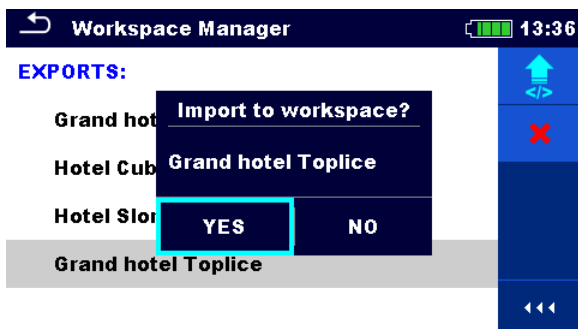 Workspace Manager 13:36
EXPORTS:
</>
Grand hot
Import to workspace?
Hotel Cub
Grand hotel Toplice
Hotel Slon
YES NO
Grand hotel Toplice